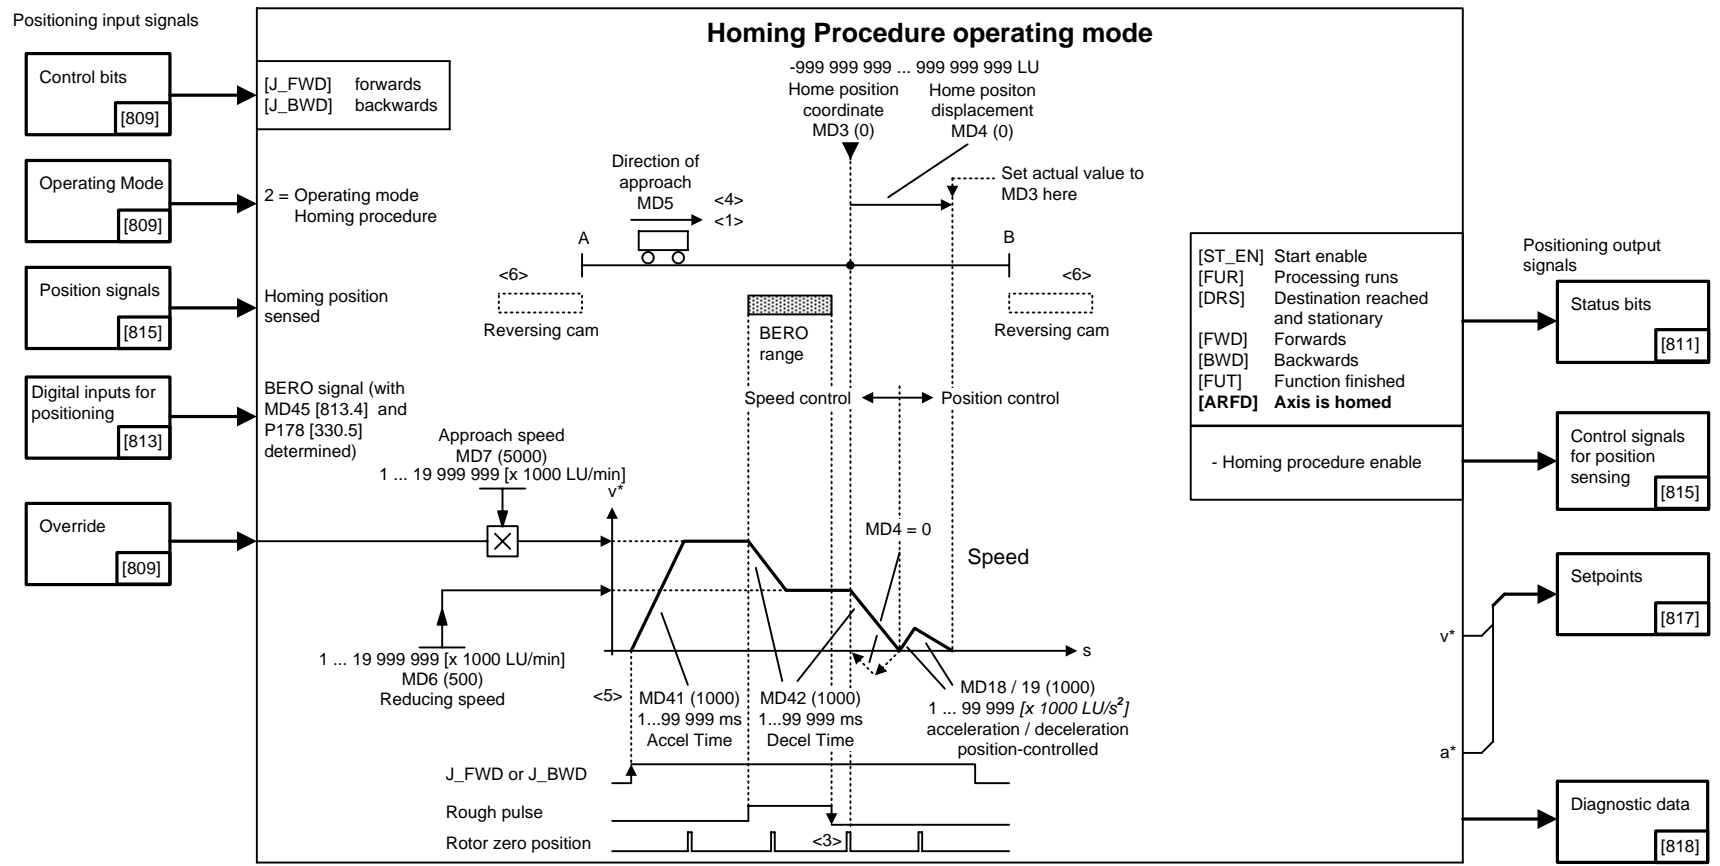 Positioning input signals
Homing Procedure operating mode
Control bits
[809]
[J_FWD] forwards
[J_BWD] backwards
Operating Mode
[809]
2 = Operating mode
Homing procedure
Position signals
[815]
Homing position
sensed
Digital inputs for
positioning
[813]
BERO signal (with
MD45 [813.4] and
P178 [330.5]
determined)
Override
[809]
-999 999 999 ... 999 999 999 LU
Home position
coordinate
MD3 (0)
Home positon
displacement
MD4 (0)
Direction of
approach
MD5
<4>
<1>
Set actual value to
MD3 here
A
B
<6>
Reversing cam
<6>
Reversing cam
BERO
range
Speed control
Position control
Approach speed
MD7 (5000)
1 ... 19 999 999 [x 1000 LU/min]
v*
MD4 = 0
Speed
s
1 ... 19 999 999 [x 1000 LU/min]
MD6 (500)
Reducing speed
<5>
MD41 (1000)
1...99 999 ms
Accel Time
MD42 (1000)
1...99 999 ms
Decel Time
MD18 / 19 (1000)
1 ... 99 999 [x 1000 LU/s²]
acceleration / deceleration
position-controlled
J_FWD or J_BWD
Rough pulse
Rotor zero position
<3>
[ST_EN] Start enable
[FUR] Processing runs
[DRS] Destination reached
and stationary
[FWD] Forwards
[BWD] Backwards
[FUT] Function finished
[ARFD] Axis is homed
- Homing procedure enable
Positioning output
signals
Status bits
[811]
Control signals
for position
sensing
[815]
Setpoints
[817]
v*
a*
Diagnostic data
[818]